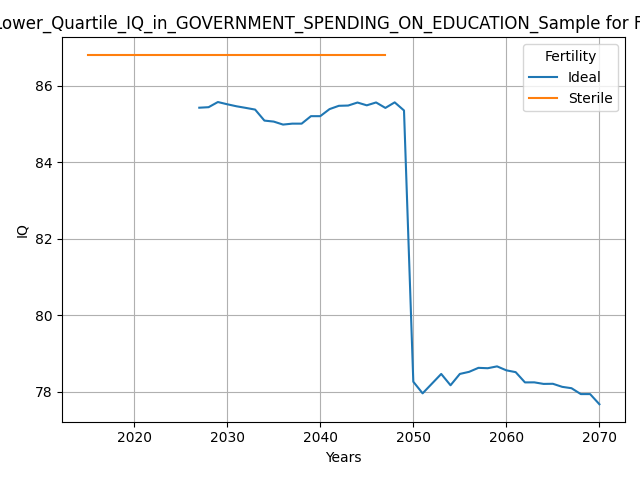 Lower_Quartile_IQ_in_GOVERNMENT_SPENDING_ON_EDUCATION_Sample for F
Fertility
Ideal
Sterile
86
84
82
80
78
IQ
2020 2030 2040 2050 2060 2070
Years